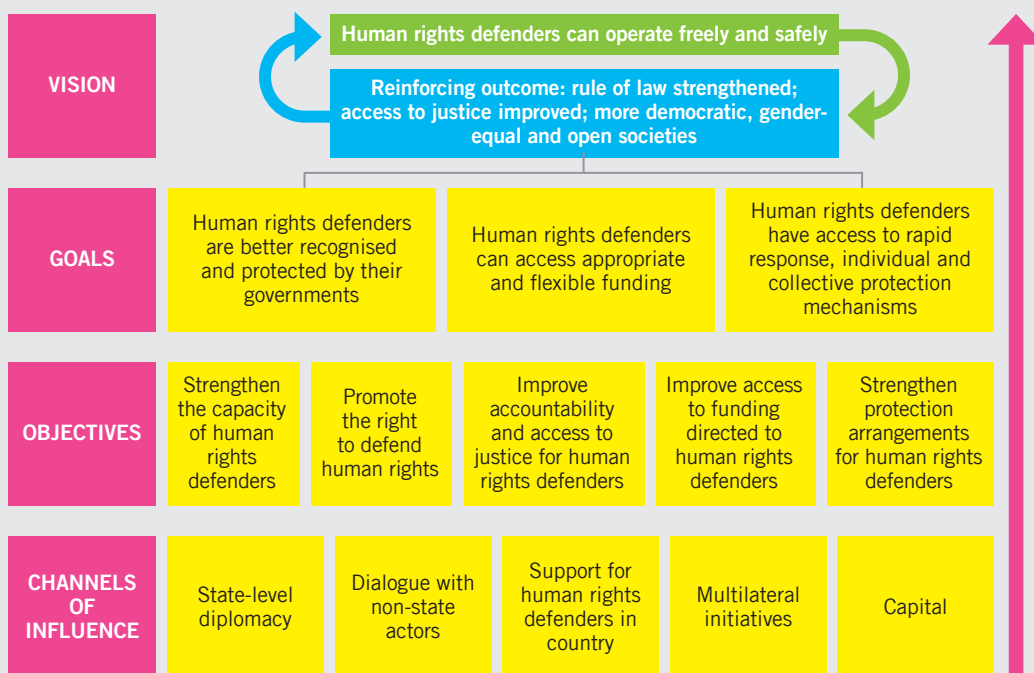 VISION
Human rights defenders can operate freely and safely
Reinforcing outcome: rule of law strengthened;
access to justice improved; more democratic, gender-
equal and open societies
GOALS
Human rights defenders
are better recognised
and protected by their
governments
Human rights defenders
can access appropriate
and flexible funding
Human rights defenders
have access to rapid
response, individual and
collective protection
mechanisms
OBJECTIVES
Strengthen
the capacity
of human
rights
defenders
Promote
the right
to defend
human rights
Improve
accountability
and access to
justice for human
rights defenders
Improve access
to funding
directed to
human rights
defenders
Strengthen
protection
arrangements
for human rights
defenders
CHANNELS
OF
INFLUENCE
State-level
diplomacy
Dialogue with
non-state
actors
Support for
human rights
defenders in
country
Multilateral
initiatives
Capital